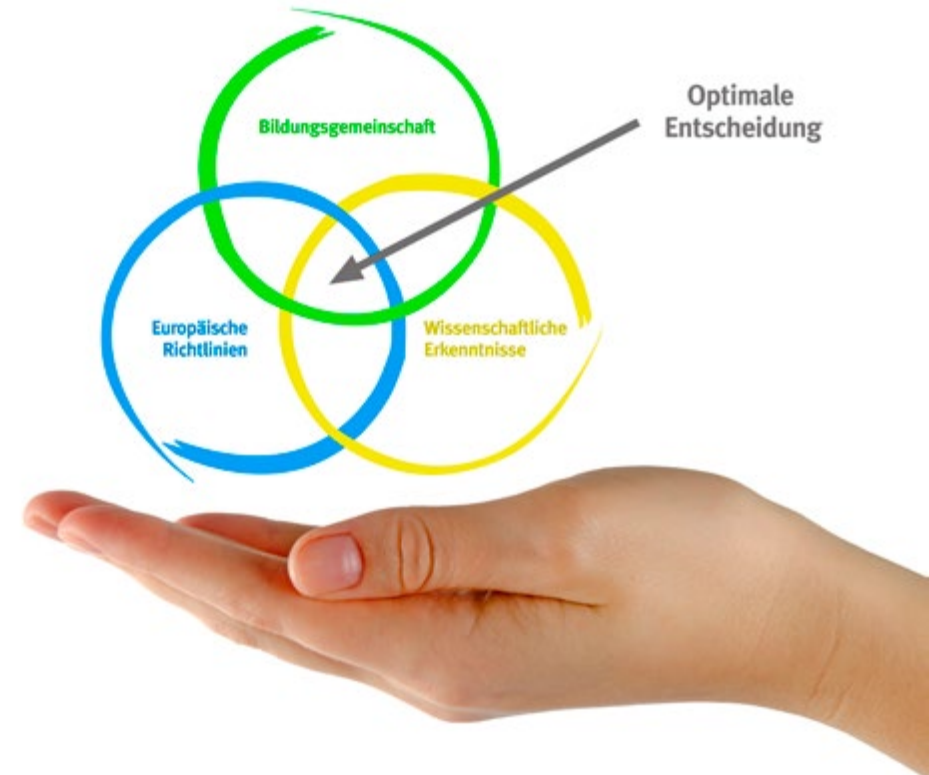 Optimale
Entscheidung
Bildungsgemeinschaft
Europäische
Richtlinien
Wissenschaftliche
Erkenntnisse